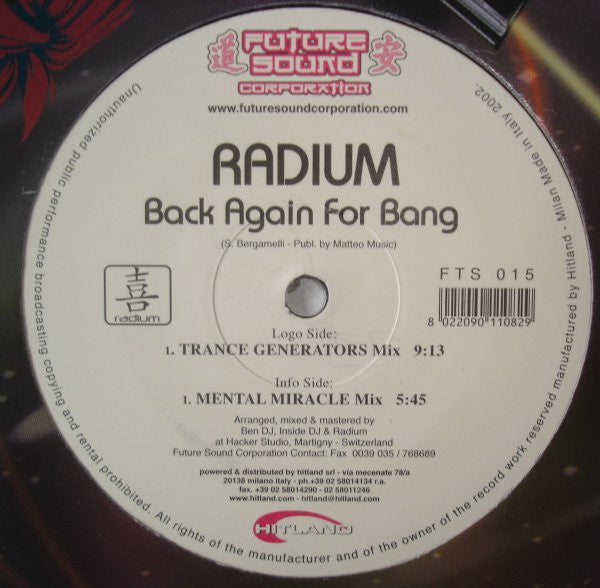 道 FUTURE SOUND CORPORATION 安
www.futuresoundcorporation.com
RADIUM
Back Again For Bang
(S. Bergamelli - Publ. by Matteo Music)
喜
radium
FTS 015
8 022090 110829
Logo Side:
1. TRANCE GENERATORS Mix 9:13
Info Side:
1. MENTAL MIRACLE Mix 5:45
Arranged, mixed & mastered by
Ben DJ, Inside DJ & Radium
at Hacker Studio, Martigny - Switzerland
Future Sound Corporation Contact: Fax 0039 035 / 768689
powered & distributed by hitland srl - via mecenate 78/a
20138 milano italy - ph.+39 02 58014134 r.a.
fax. +39 02 58014290 - 02 58011246
www.hitland.com - hitland@hitland.com
HITLAND
Unauthorized public performance broadcasting copying and rental prohibited. All rights of the manufacturer and of the owner of the record work reserved manufactured by Hitland - Milan Made in Italy 2002.